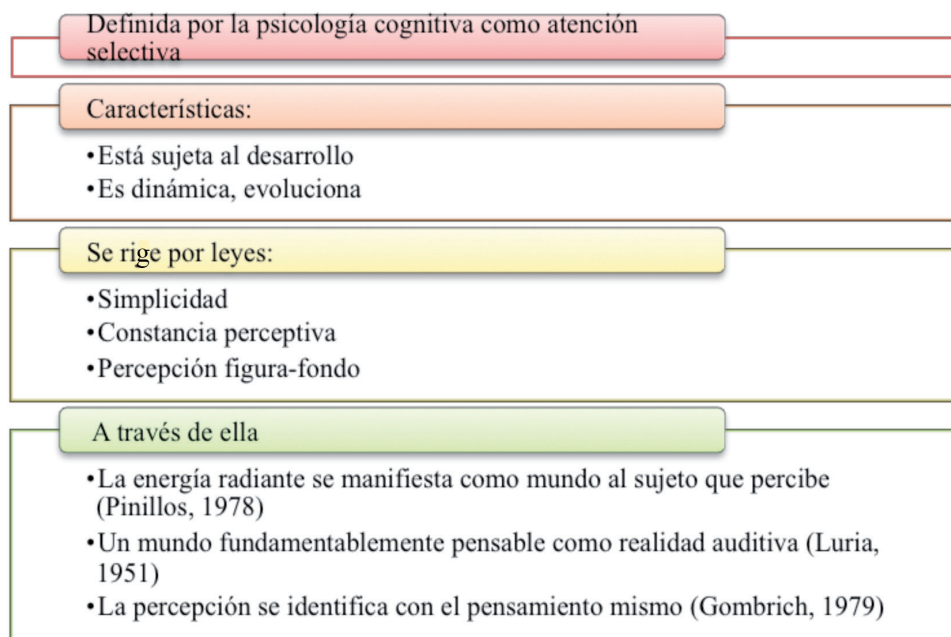 Definida por la psicología cognitiva como atención
selectiva
Características:
•Está sujeta al desarrollo
•Es dinámica, evoluciona
Se rige por leyes:
•Simplicidad
•Constancia perceptiva
•Percepción figura-fondo
A través de ella
•La energía radiante se manifiesta como mundo al sujeto que percibe
(Pinillos, 1978)
•Un mundo fundamentablemente pensable como realidad auditiva (Luria,
1951)
•La percepción se identifica con el pensamiento mismo (Gombrich, 1979)